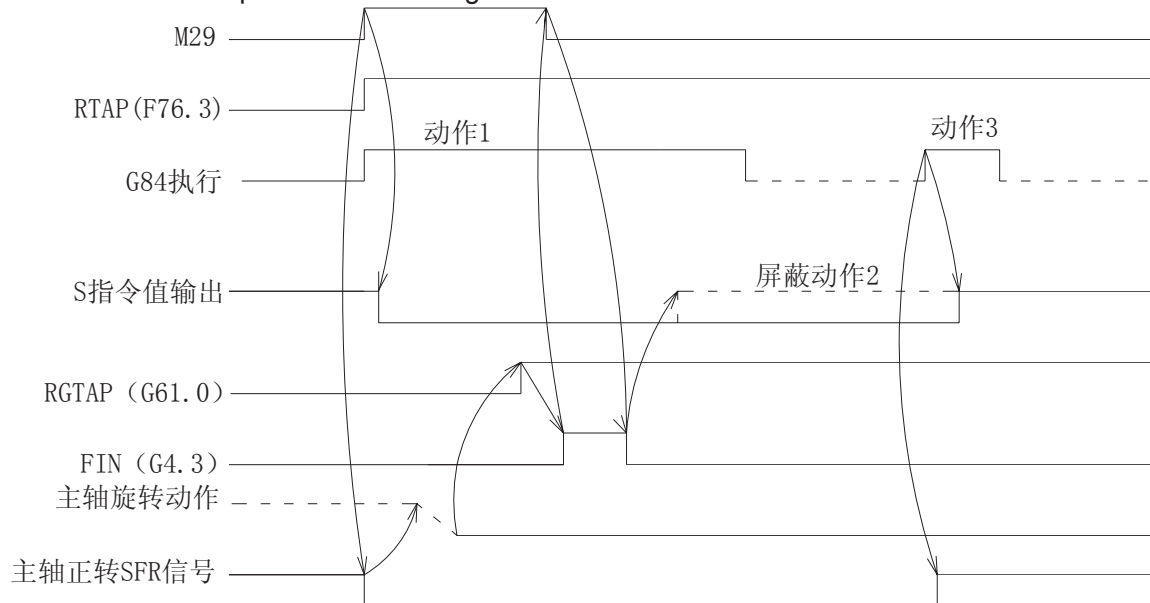 M29
RTAP(F76.3)
动作1
动作3
G84执行
S指令值输出
屏蔽动作2
RGTAP（G61.0）
FIN（G4.3）
主轴旋转动作
主轴正转SFR信号